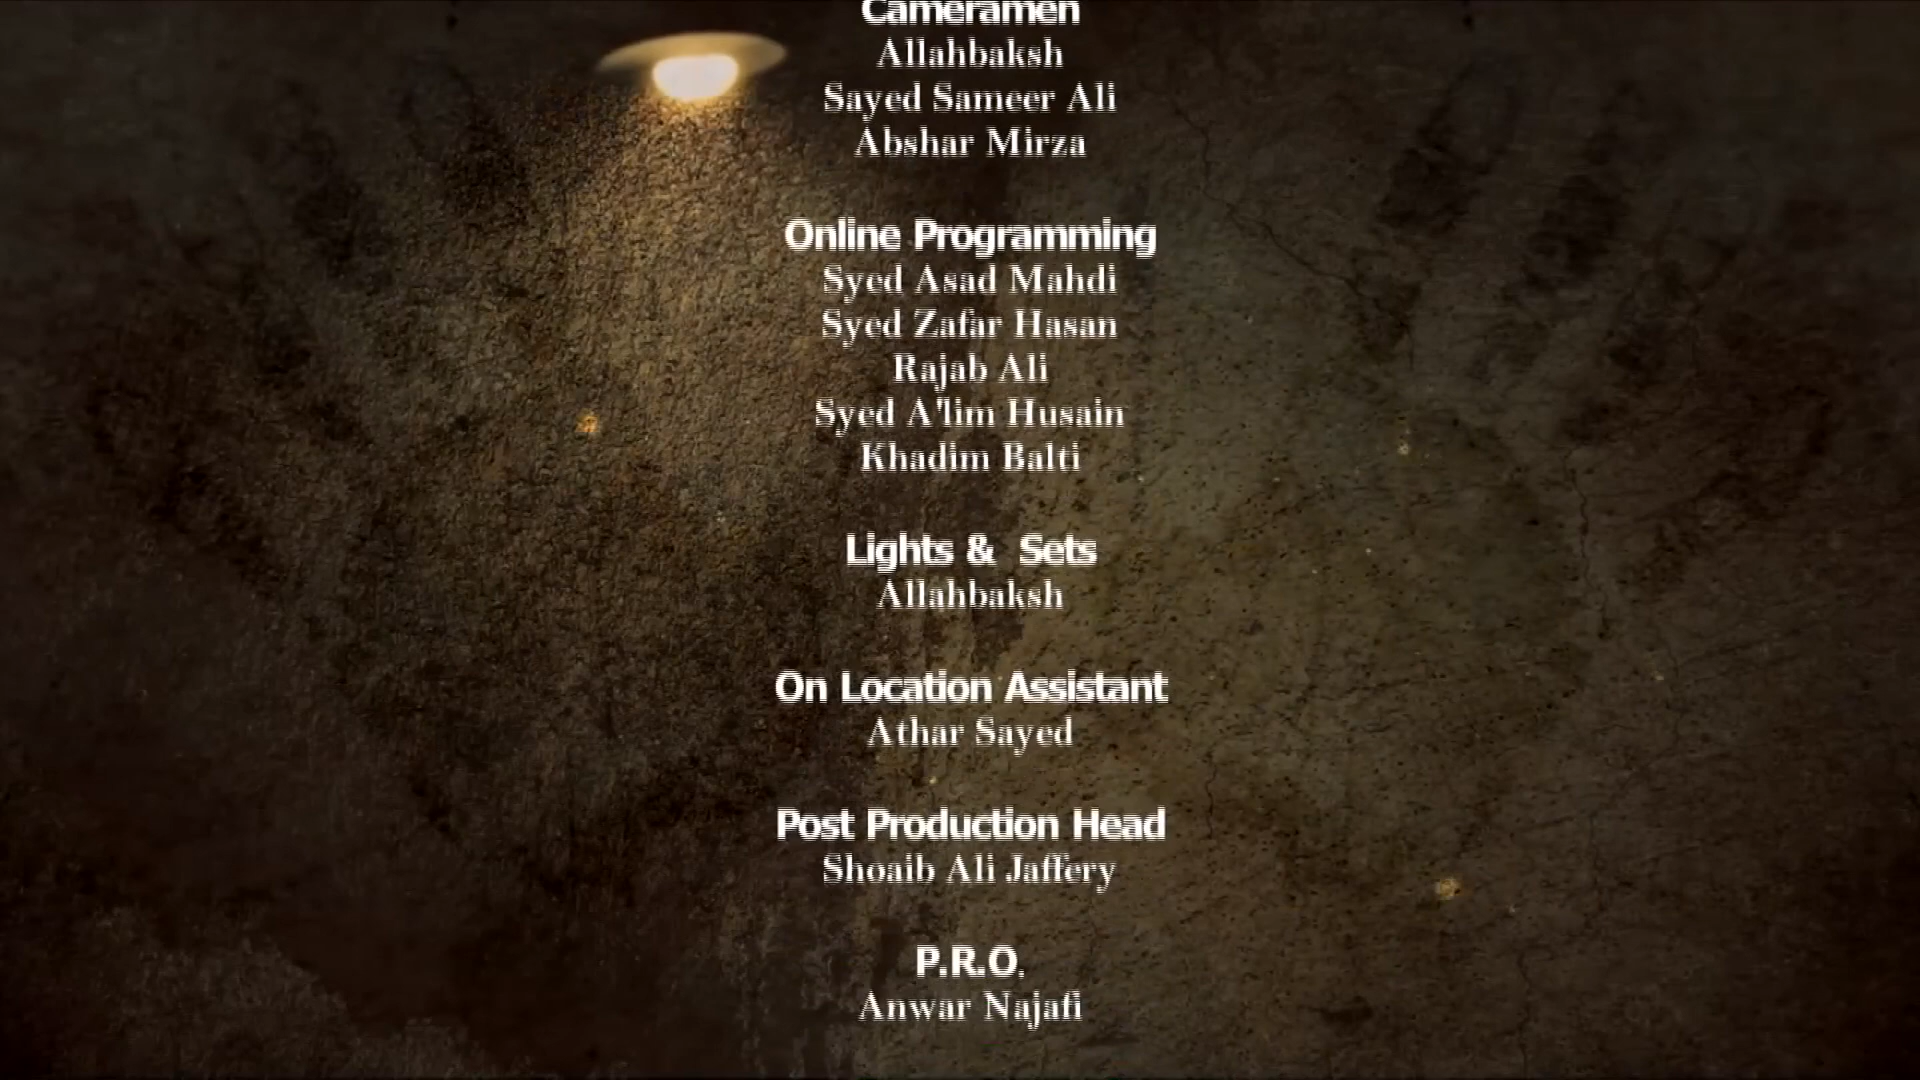 Cameramen
Allahbaksh
Sayed Sameer Ali
Abshar Mirza
Online Programming
Syed Asad Mahdi
Syed Zafar Hasan
Rajab Ali
Syed A'lim Husain
Khadim Balti
Lights &  Sets
Allahbaksh
On Location Assistant
Athar Sayed
Post Production Head
Shoaib Ali Jaffery
P.R.O.
Anwar Najafi